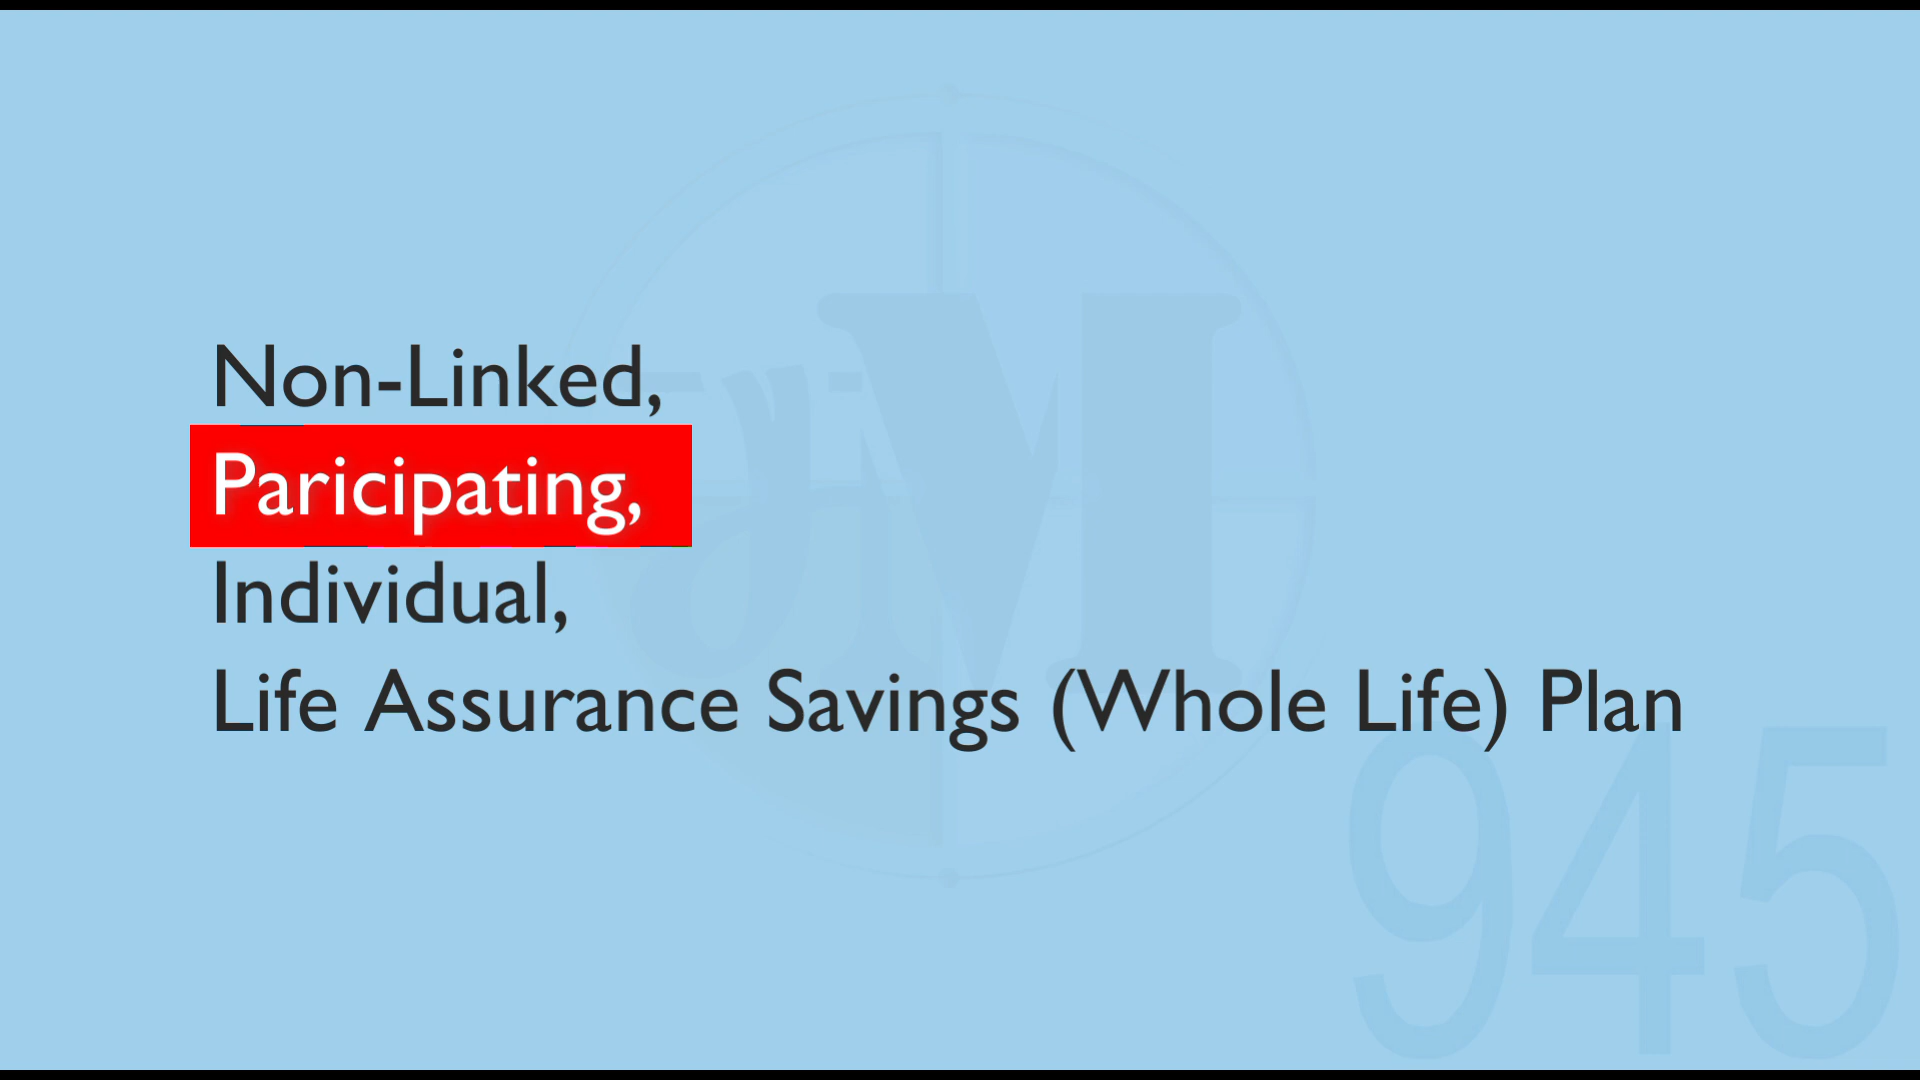 Non-Linked,
Paricipating,
Individual,
Life Assurance Savings (Whole Life) Plan
945